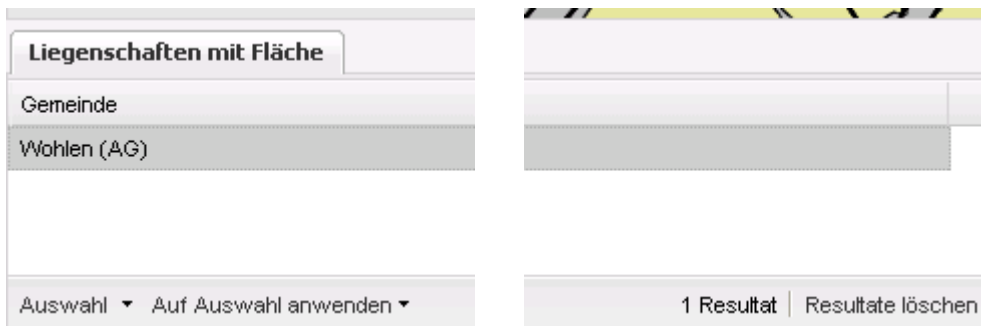 Liegenschaften mit Fläche
Gemeinde
Wohlen (AG)
Auswahl Auf Auswahl anwenden 1 Resultat Resultate löschen